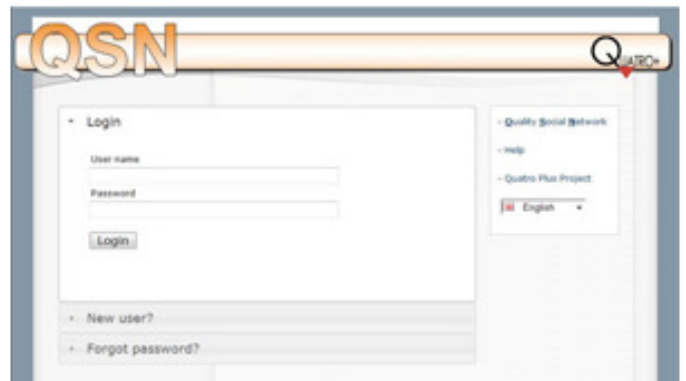 QSN
QUATRO+
Login
User name
Password
Login
New user?
Forgot password?
Quality Social Network
Help
Quatro Plus Project
English